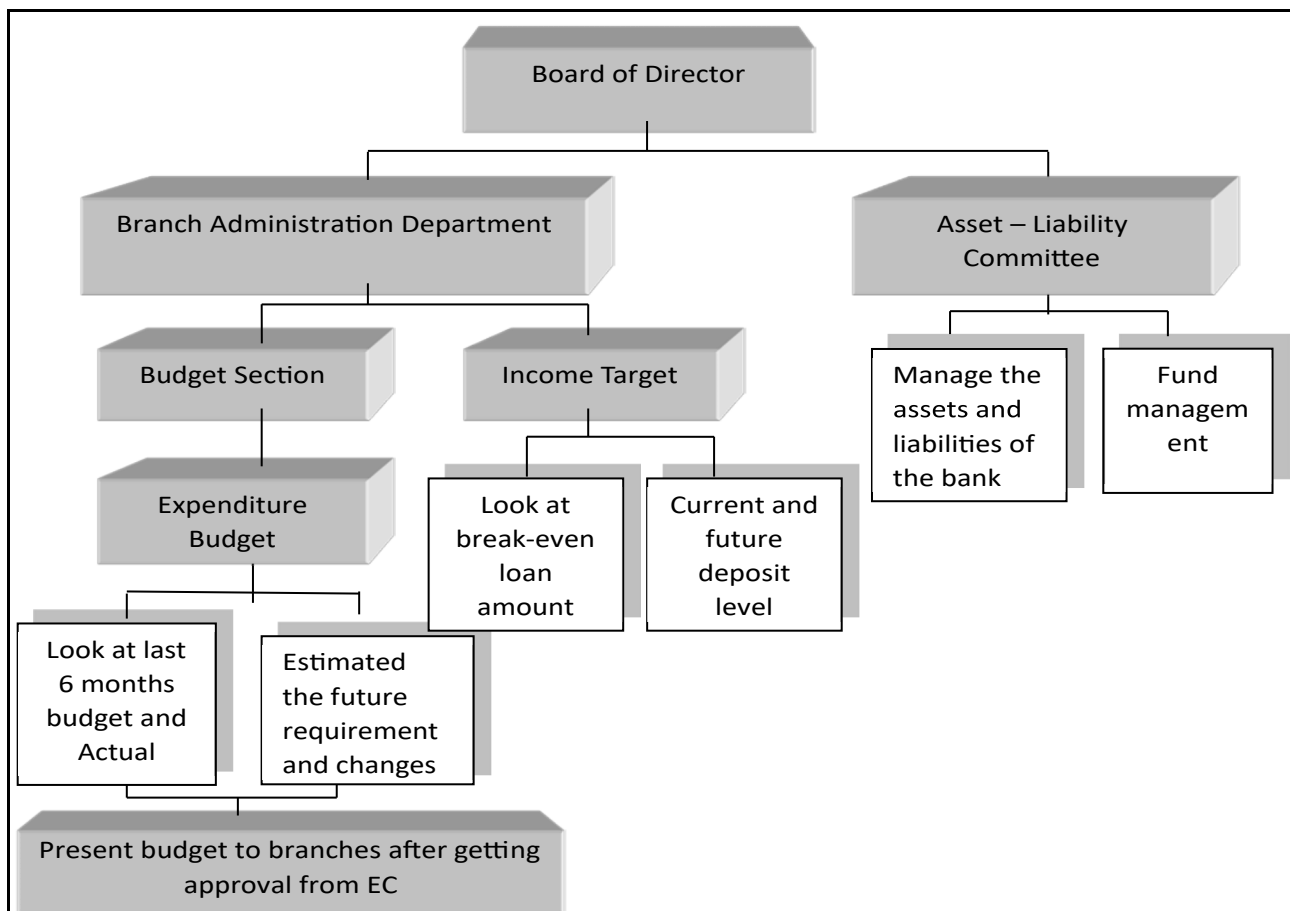 Board of Director
Branch Administration Department
Asset – Liability
Committee
Budget Section
Income Target
Manage the
assets and
liabilities of
the bank
Fund
managem
ent
Expenditure
Budget
Look at
break-even
loan
amount
Current and
future
deposit
level
Look at last
6 months
budget and
Actual
Estimated
the future
requirement
and changes
Present budget to branches after getting
approval from EC